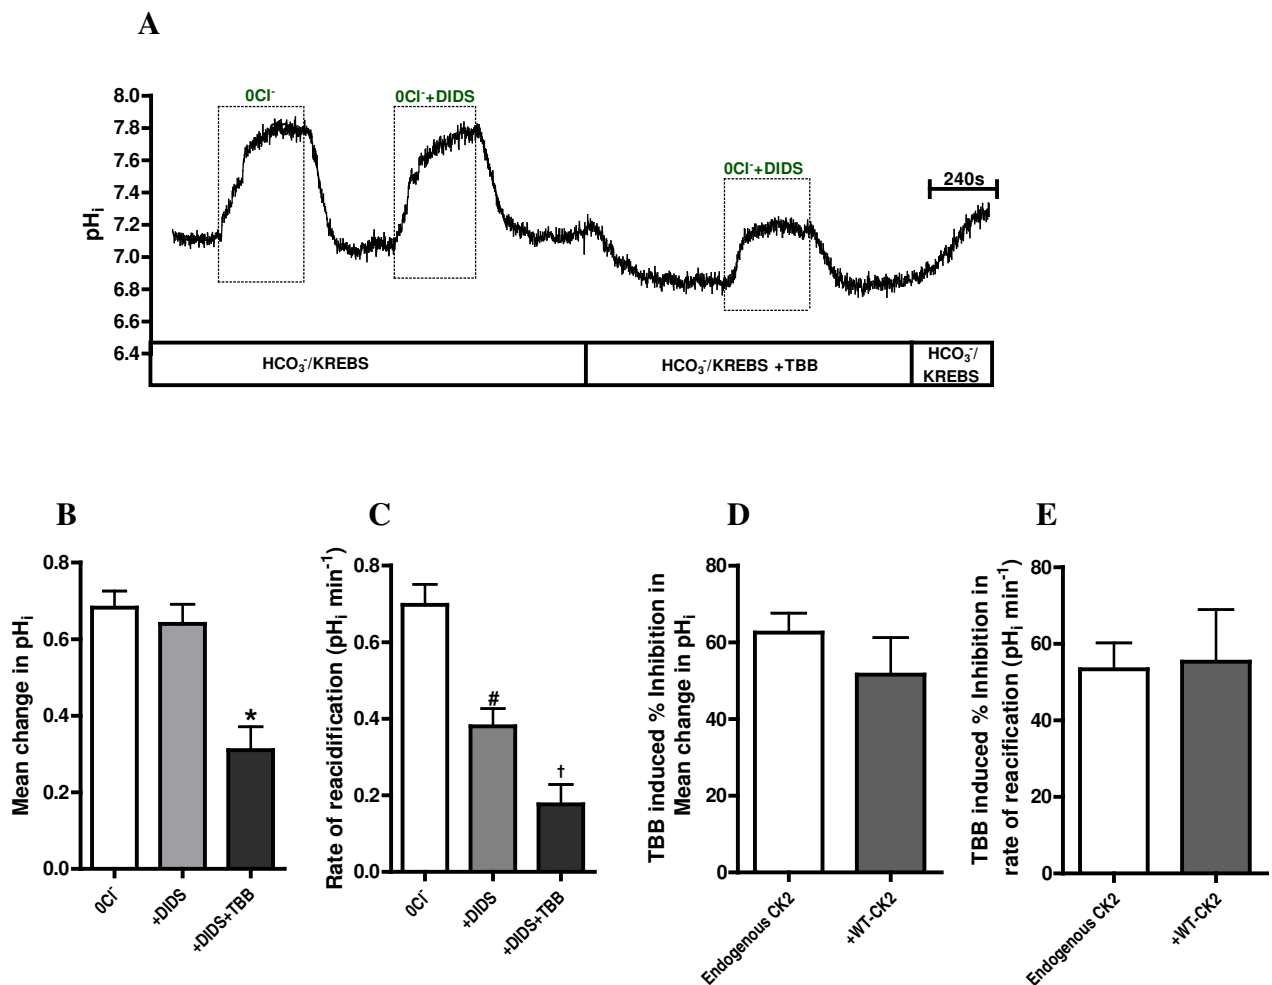 A
0Cl⁻
0Cl⁻+DIDS
0Cl⁻+DIDS
240s
pHᵢ
8.0
7.8
7.6
7.4
7.2
7.0
6.8
6.6
6.4
HCO₃⁻/KREBS
HCO₃⁻/KREBS +TBB
HCO₃⁻/
KREBS
B
Mean change in pHᵢ
0.8
0.6
0.4
0.2
0.0
*
0Cl⁻
+DIDS
+DIDS+TBB
C
Rate of reacidification (pHᵢ min⁻¹)
0.8
0.6
0.4
0.2
0.0
#
†
0Cl⁻
+DIDS
+DIDS+TBB
D
TBB induced % Inhibition in
Mean change in pHᵢ
80
60
40
20
0
Endogenous CK2
+WT-CK2
E
TBB induced % Inhibition in
rate of reacification (pHᵢ min⁻¹)
80
60
40
20
0
Endogenous CK2
+WT-CK2